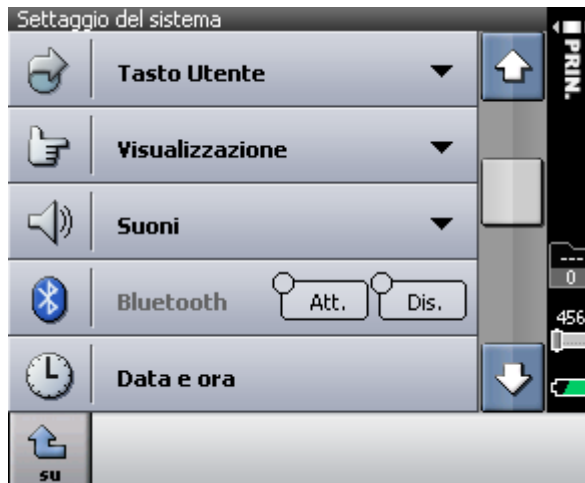 Settaggio del sistema
PRIN.
Tasto Utente
Visualizzazione
Suoni
Bluetooth Att. Dis.
Data e ora
---
0
456
su